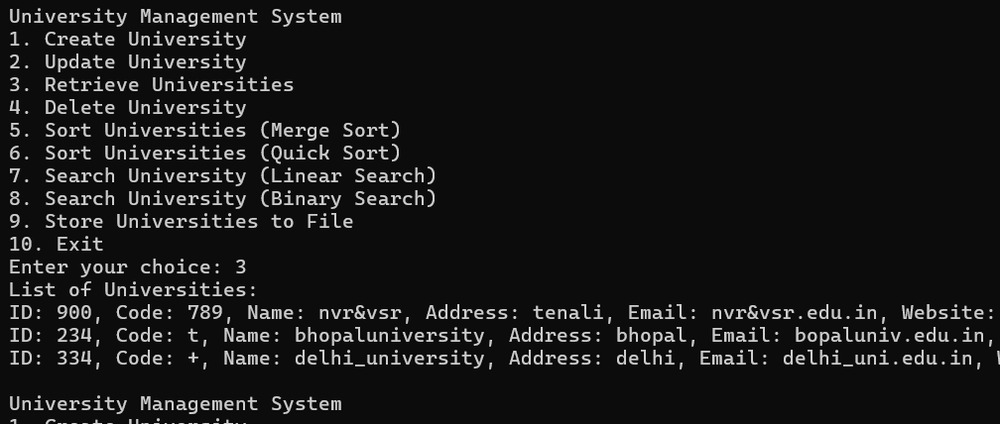 University Management System
1. Create University
2. Update University
3. Retrieve Universities
4. Delete University
5. Sort Universities (Merge Sort)
6. Sort Universities (Quick Sort)
7. Search University (Linear Search)
8. Search University (Binary Search)
9. Store Universities to File
10. Exit
Enter your choice: 3
List of Universities:
ID: 900, Code: 789, Name: nvr&vsr, Address: tenali, Email: nvr&vsr.edu.in, Website:
ID: 234, Code: t, Name: bhopaluniversity, Address: bhopal, Email: bopaluniv.edu.in,
ID: 334, Code: +, Name: delhi_university, Address: delhi, Email: delhi_uni.edu.in,
University Management System
1. Create University